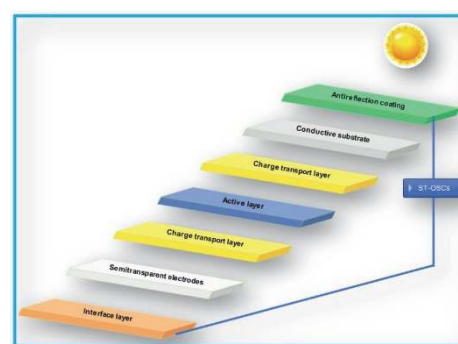 Antireflection coating
Conductive substrate
Charge transport layer
ST-OSCs
Active layer
Charge transport layer
Semitransparent electrodes
Interface layer